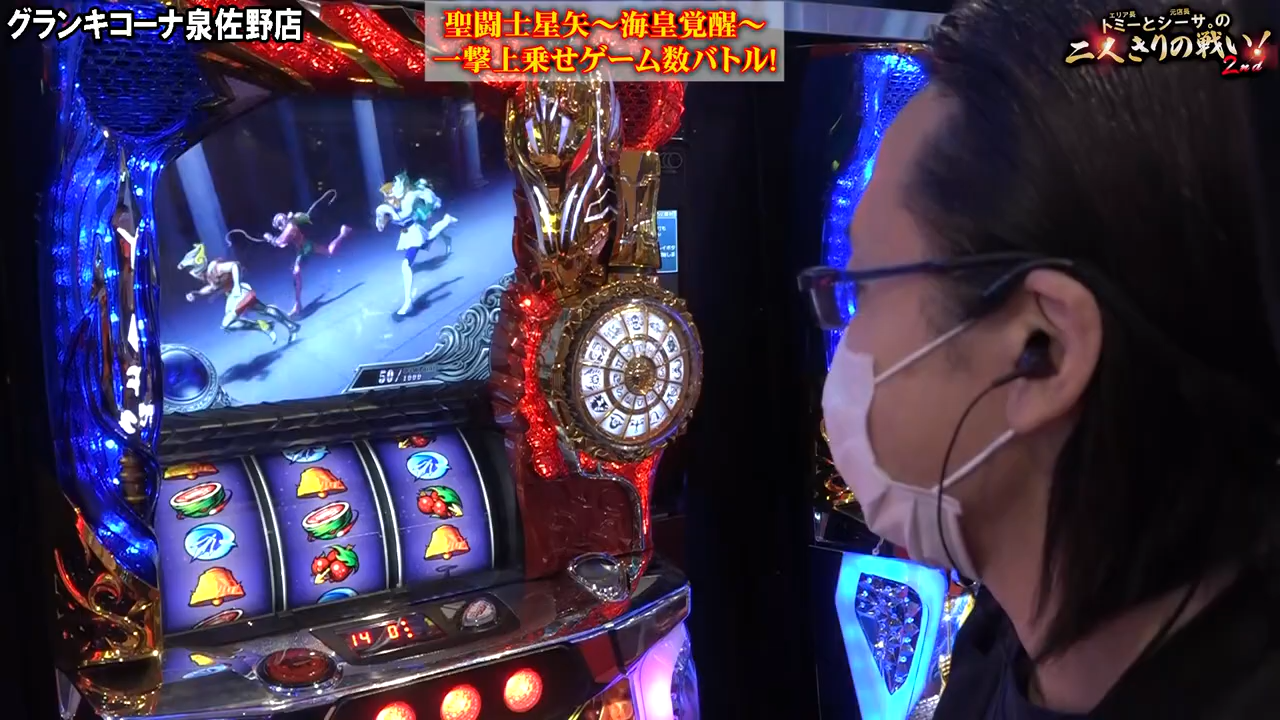 グランキコーナ泉佐野店
聖闘士星矢〜海皇覚醒〜
一撃上乗せゲーム数バトル!
エリア長 元店長
トミーとシーサ。の
二人きりの戦い!
2nd
50/1000
14 0